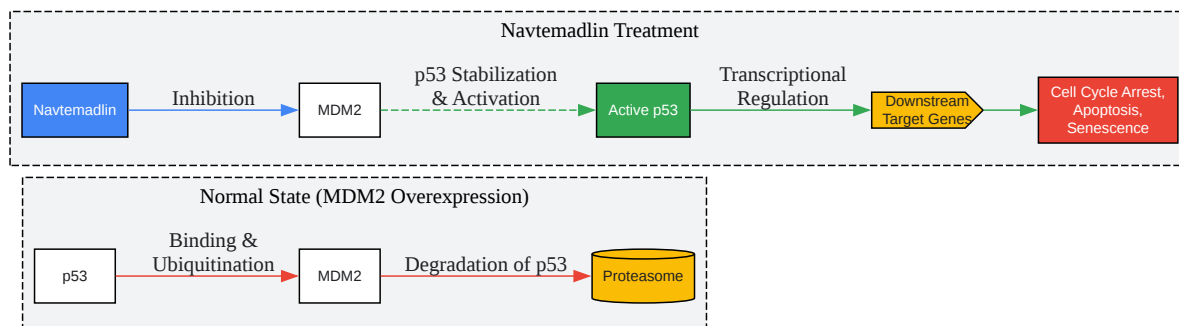 Navtemadlin Treatment
Navtemadlin
Inhibition
MDM2
p53 Stabilization
& Activation
Active p53
Transcriptional
Regulation
Downstream
Target Genes
Cell Cycle Arrest,
Apoptosis,
Senescence
Normal State (MDM2 Overexpression)
p53
Binding &
Ubiquitination
MDM2
Degradation of p53
Proteasome